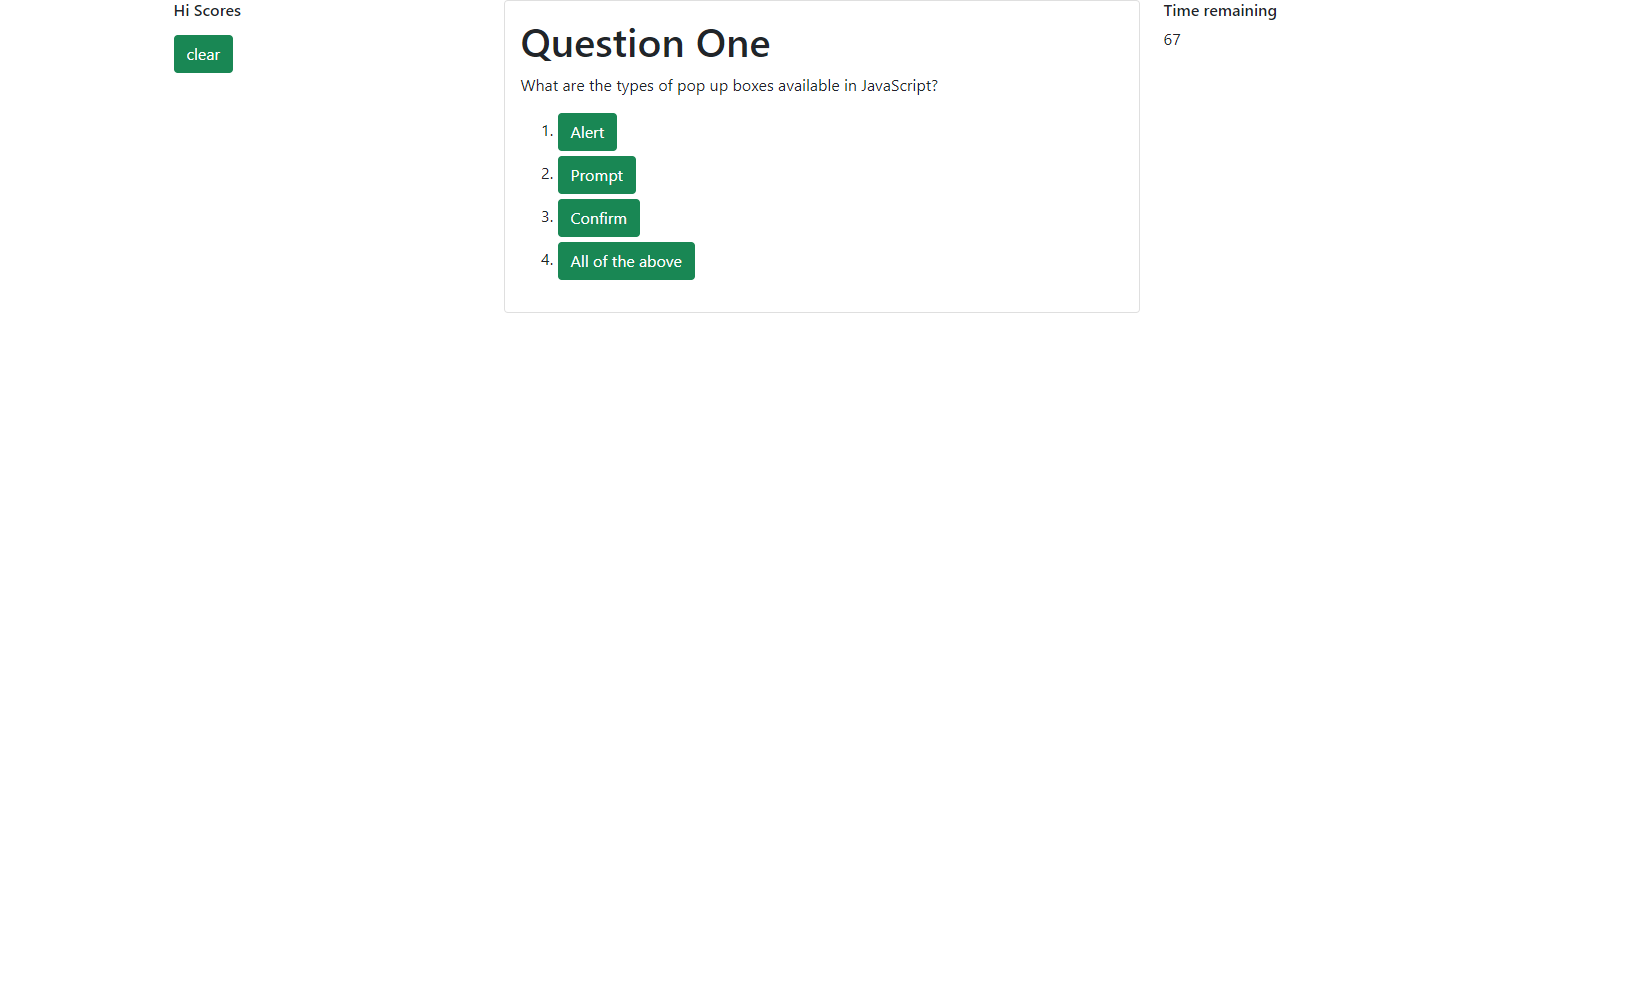 Hi Scores
clear
Question One
What are the types of pop up boxes available in JavaScript?
1. Alert
2. Prompt
3. Confirm
4. All of the above
Time remaining
67